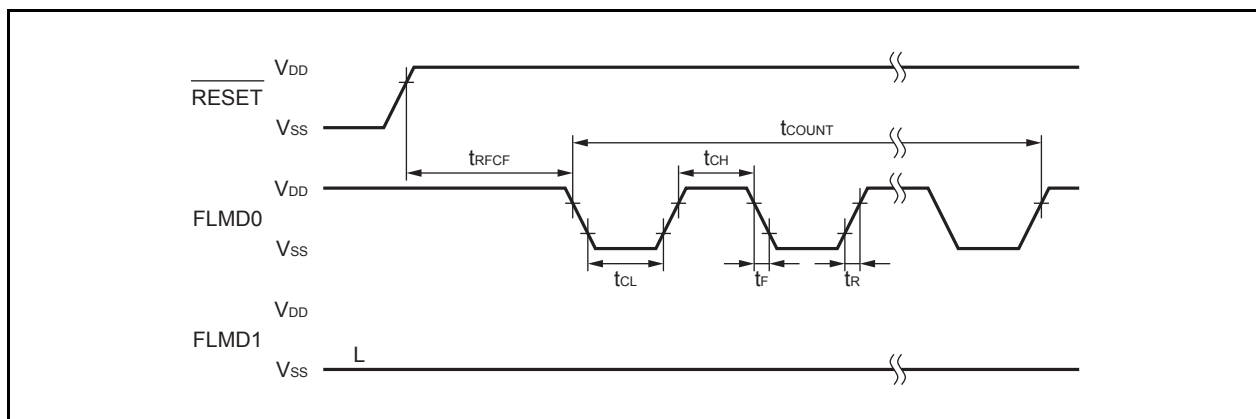 VDD
RESET
VSS
tCOUNT
tRFCF
tCH
VDD
FLMD0
VSS
tCL
tF
tR
VDD
FLMD1
L
VSS